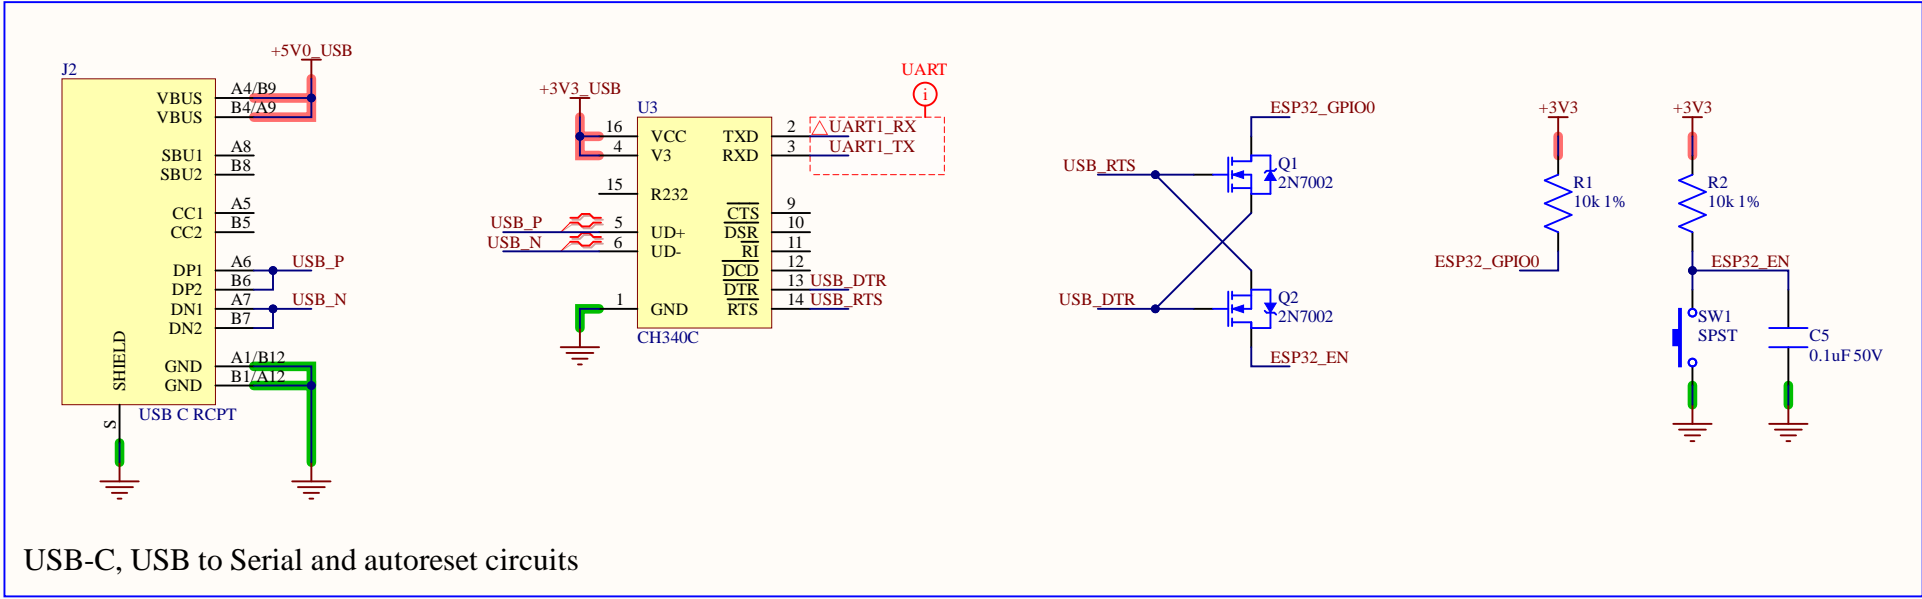 +5V0_USB
J2
VBUS A4/B9
VBUS B4/A9
SBU1 A8
SBU2 B8
CC1 A5
CC2 B5
DP1 A6 USB_P
DP2 B6
DN1 A7 USB_N
DN2 B7
GND A1/B12
GND B1/A12
SHIELD
S
USB C RCPT
+3V3_USB
U3
16 VCC TXD 2 UART1_RX
4 V3 RXD 3 UART1_TX
15 R232
CTS 9
USB_P 5 UD+ DSR 10
USB_N 6 UD- RI 11
DCD 12
DTR 13 USB_DTR
1 GND RTS 14 USB_RTS
CH340C
UART
i
ESP32_GPIO0
USB_RTS
Q1
2N7002
USB_DTR
Q2
2N7002
ESP32_EN
+3V3
R1
10k 1%
ESP32_GPIO0
+3V3
R2
10k 1%
ESP32_EN
SW1
SPST
C5
0.1uF 50V
USB-C, USB to Serial and autoreset circuits